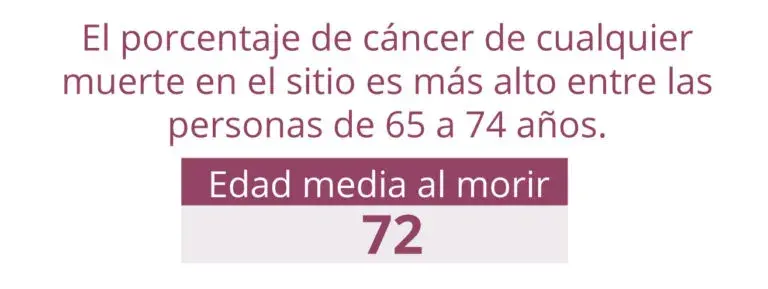 El porcentaje de cáncer de cualquier
muerte en el sitio es más alto entre las
personas de 65 a 74 años.
Edad media al morir
72